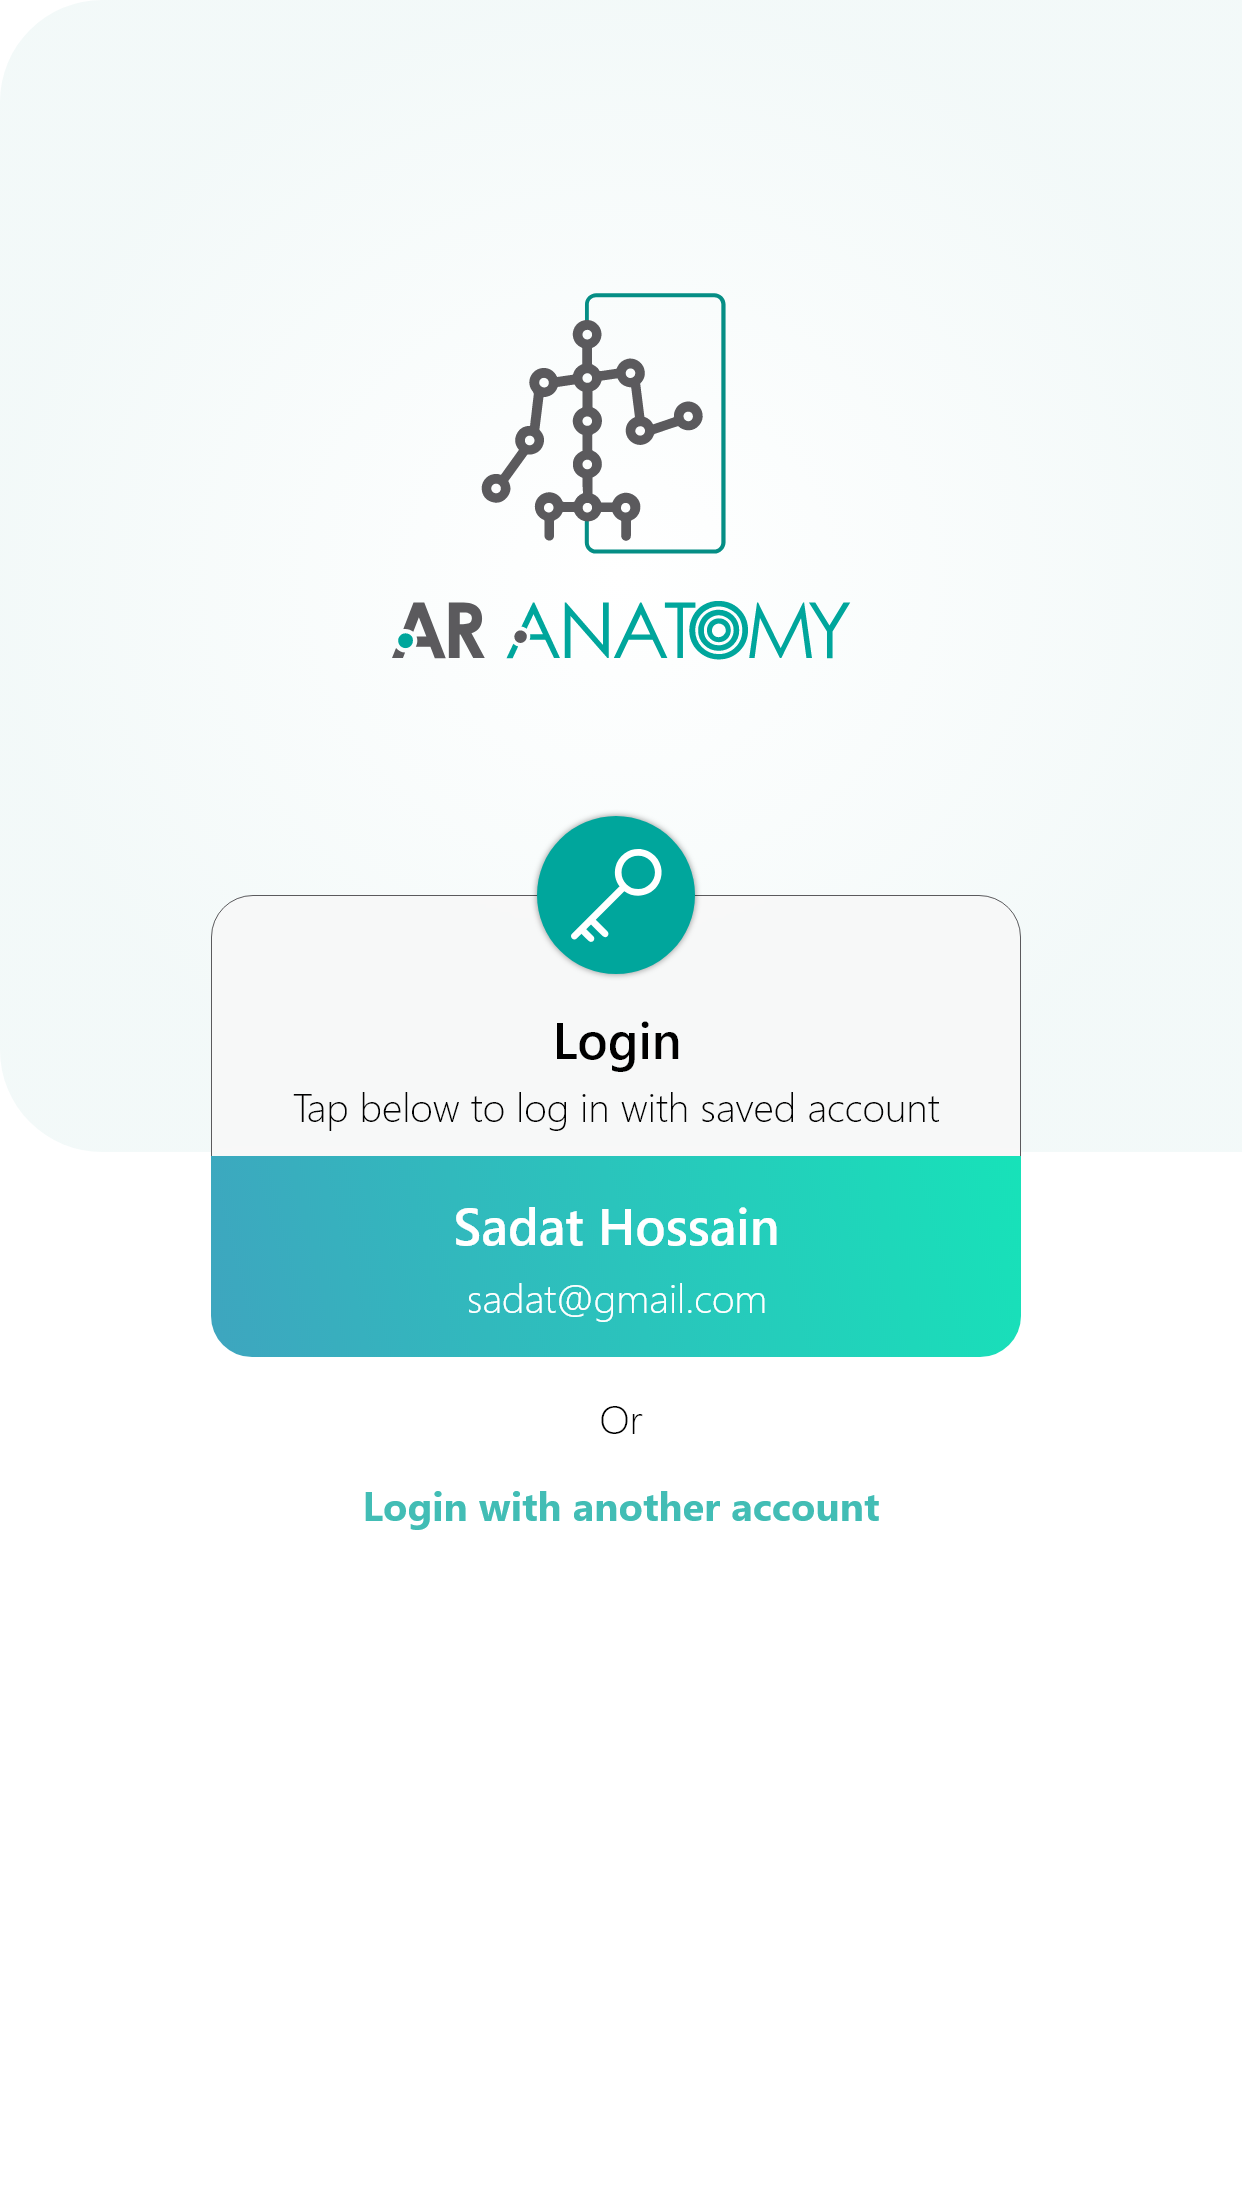 AR ANATOMY
Login
Tap below to log in with saved account
Sadat Hossain
sadat@gmail.com
Or
Login with another account